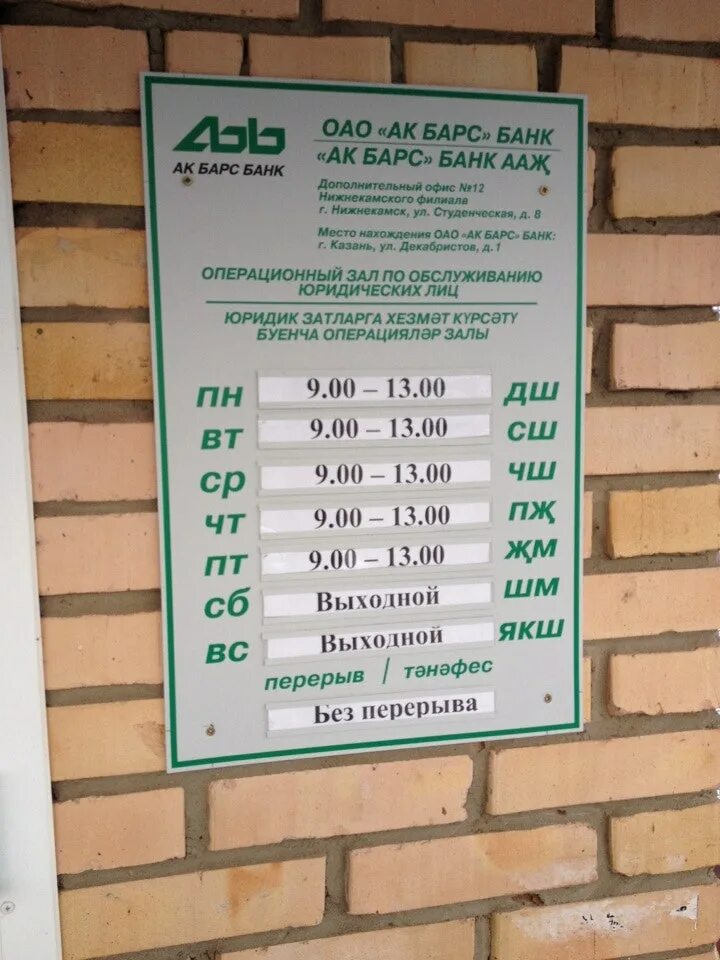 АК БАРС БАНК
ОАО «АК БАРС» БАНК
«АК БАРС» БАНК ААҖ
Дополнительный офис №12
Нижнекамского филиала
г. Нижнекамск, ул. Студенческая, д. 8
Место нахождения ОАО «АК БАРС» БАНК:
г. Казань, ул. Декабристов, д.1
ОПЕРАЦИОННЫЙ ЗАЛ ПО ОБСЛУЖИВАНИЮ
ЮРИДИЧЕСКИХ ЛИЦ
ЮРИДИК ЗАТЛАРГА ХЕЗМӘТ КҮРСӘТҮ
БУЕНЧА ОПЕРАЦИЯЛӘР ЗАЛЫ
ПН 9.00 – 13.00 ДШ
ВТ 9.00 – 13.00 СШ
СР 9.00 – 13.00 ЧШ
ЧТ 9.00 – 13.00 ПҖ
ПТ 9.00 – 13.00 ҖМ
СБ Выходной ШМ
ВС Выходной ЯКШ
перерыв / тәнәфес
Без перерыва